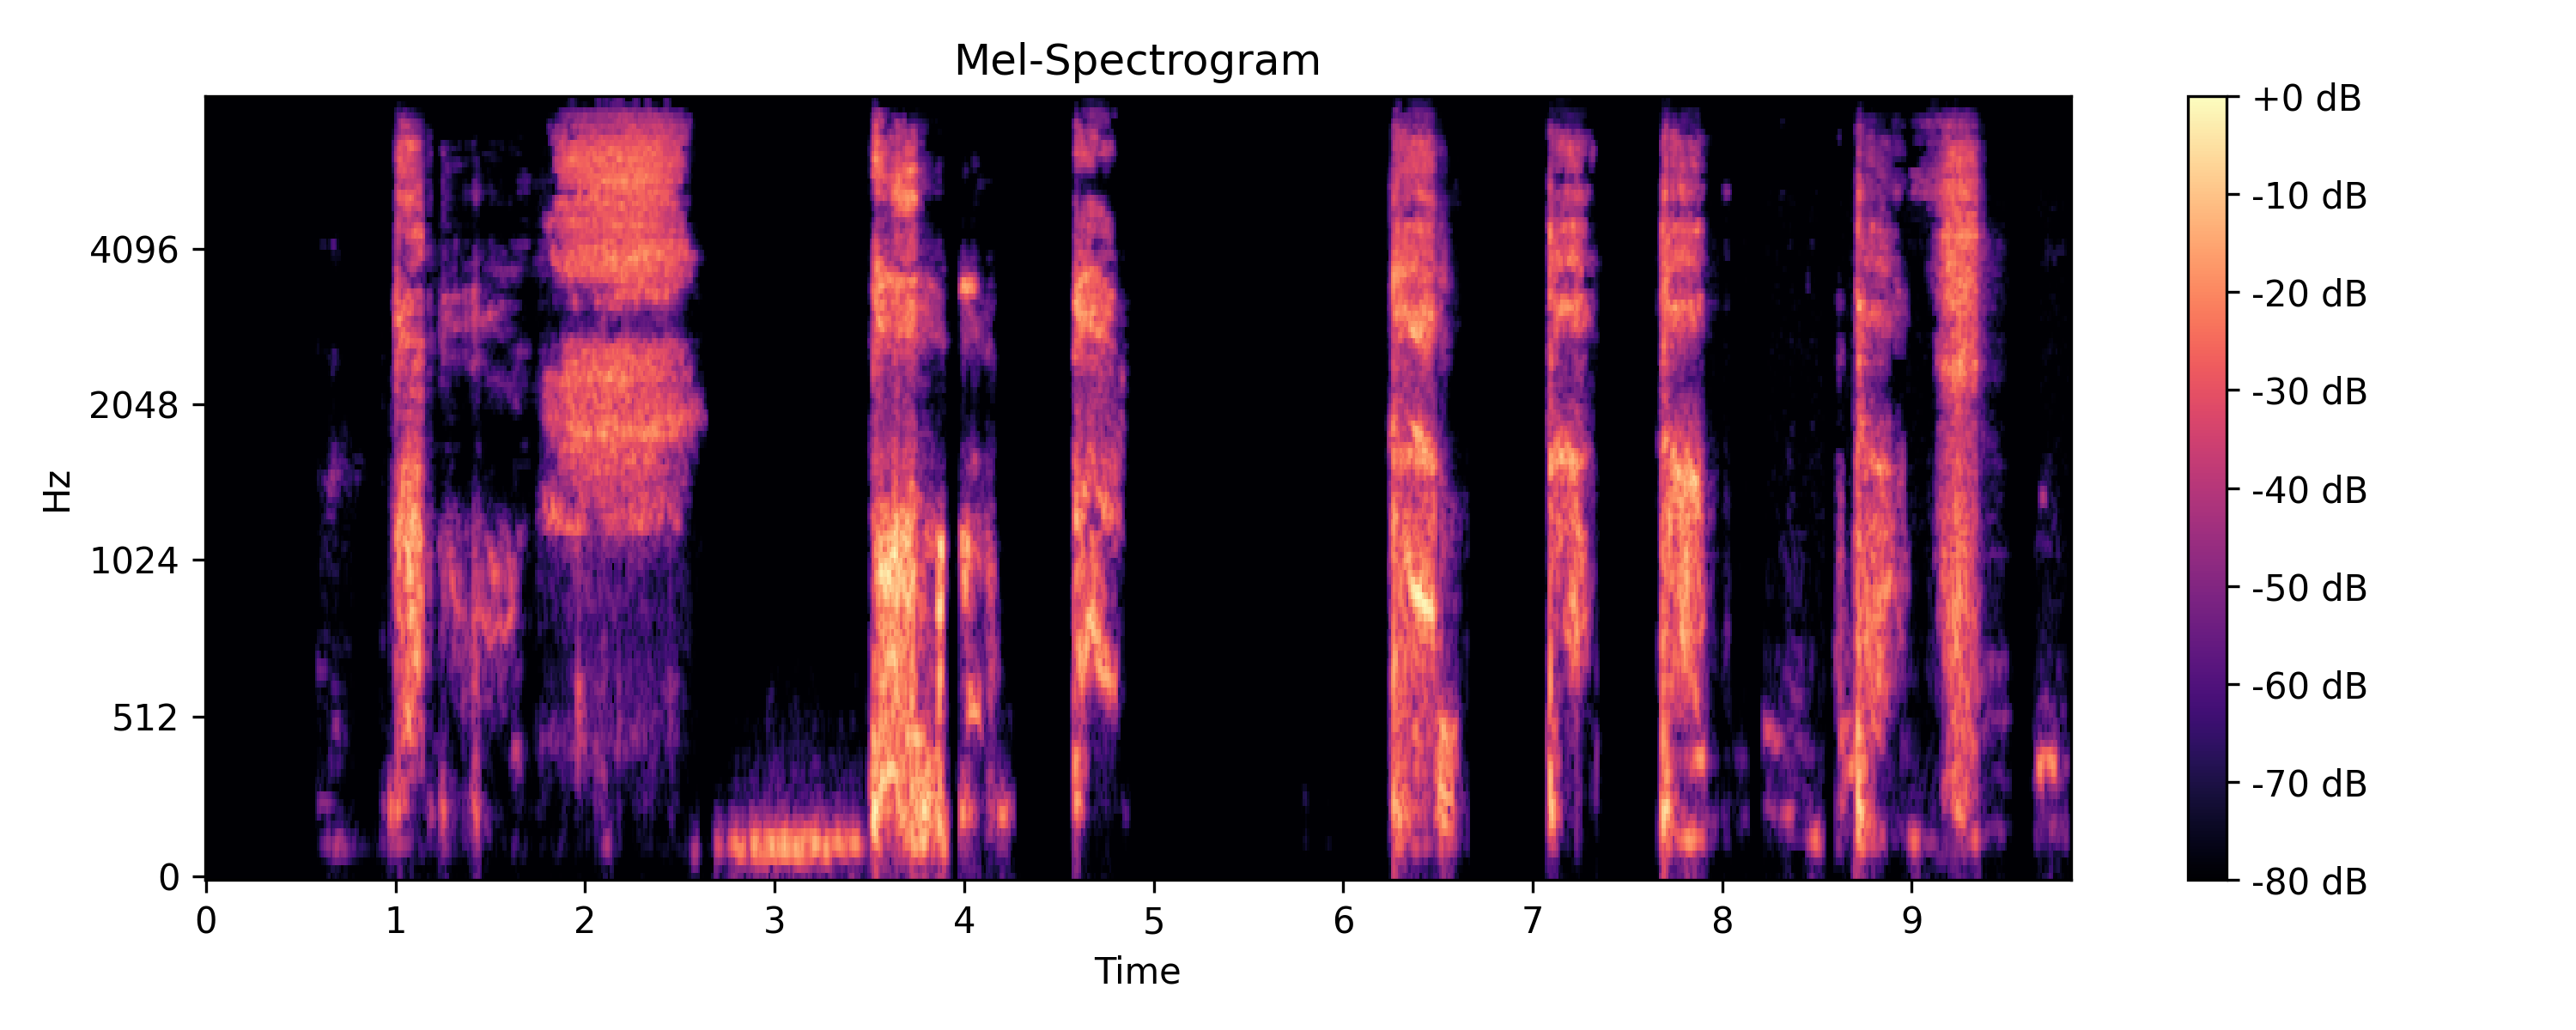 Mel-Spectrogram
+0 dB
-10 dB
-20 dB
-30 dB
-40 dB
-50 dB
-60 dB
-70 dB
-80 dB
Hz
4096
2048
1024
512
0
0 1 2 3 4 5 6 7 8 9
Time